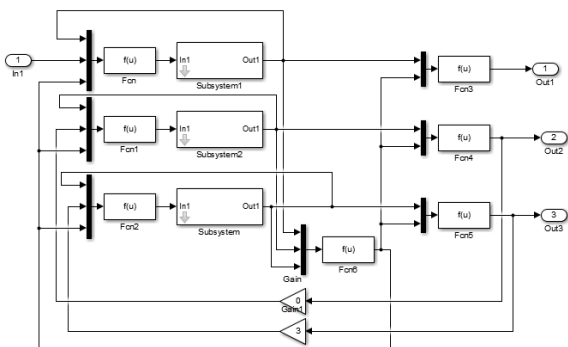 1
In1
f(u)
Fcn
In1
Out1
Subsystem1
f(u)
Fcn3
1
Out1
f(u)
Fcn1
In1
Out1
Subsystem2
f(u)
Fcn4
2
Out2
f(u)
Fcn2
In1
Out1
Subsystem
f(u)
Fcn5
3
Out3
f(u)
Fcn6
Gain
0
Gain1
3